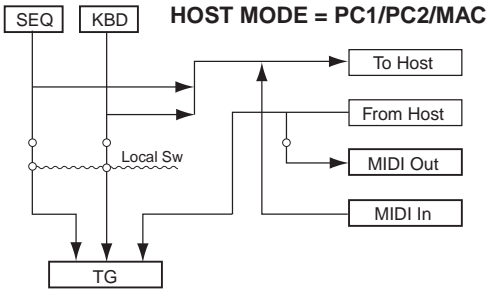 SEQ
KBD
HOST MODE = PC1/PC2/MAC
To Host
From Host
Local Sw
MIDI Out
MIDI In
TG